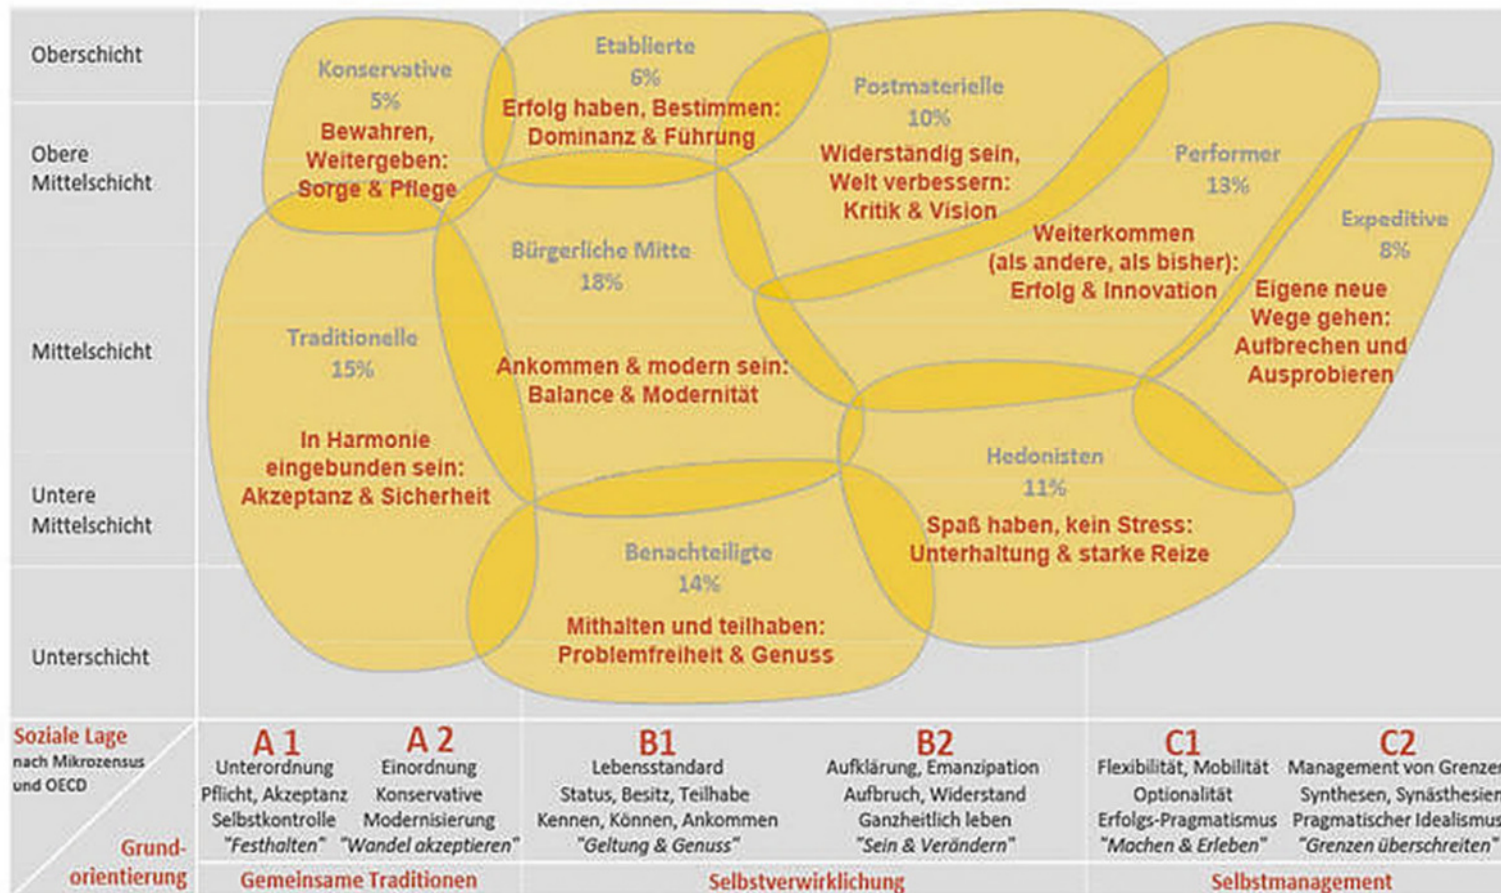 Oberschicht
Obere
Mittelschicht
Mittelschicht
Untere
Mittelschicht
Unterschicht
Konservative
5%
Bewahren,
Weitergeben:
Sorge & Pflege
Etablierte
6%
Erfolg haben, Bestimmen:
Dominanz & Führung
Postmaterielle
10%
Widerständig sein,
Welt verbessern:
Kritik & Vision
Performer
13%
Weiterkommen
(als andere, als bisher):
Erfolg & Innovation
Expeditive
8%
Eigene neue
Wege gehen:
Aufbrechen und
Ausprobieren
Traditionelle
15%
In Harmonie
eingebunden sein:
Akzeptanz & Sicherheit
Bürgerliche Mitte
18%
Ankommen & modern sein:
Balance & Modernität
Hedonisten
11%
Spaß haben, kein Stress:
Unterhaltung & starke Reize
Benachteiligte
14%
Mithalten und teilhaben:
Problemfreiheit & Genuss
Soziale Lage
nach Mikrozensus
und OECD
Grund-
orientierung
A 1
Unterordnung
Pflicht, Akzeptanz
Selbstkontrolle
"Festhalten"
A 2
Einordnung
Konservative
Modernisierung
"Wandel akzeptieren"
B1
Lebensstandard
Status, Besitz, Teilhabe
Kennen, Können, Ankommen
"Geltung & Genuss"
B2
Aufklärung, Emanzipation
Aufbruch, Widerstand
Ganzheitlich leben
"Sein & Verändern"
C1
Flexibilität, Mobilität
Optionalität
Erfolgs-Pragmatismus
"Machen & Erleben"
C2
Management von Grenzen
Synthesen, Synästhesien
Pragmatischer Idealismus
"Grenzen überschreiten"
Gemeinsame Traditionen
Selbstverwirklichung
Selbstmanagement